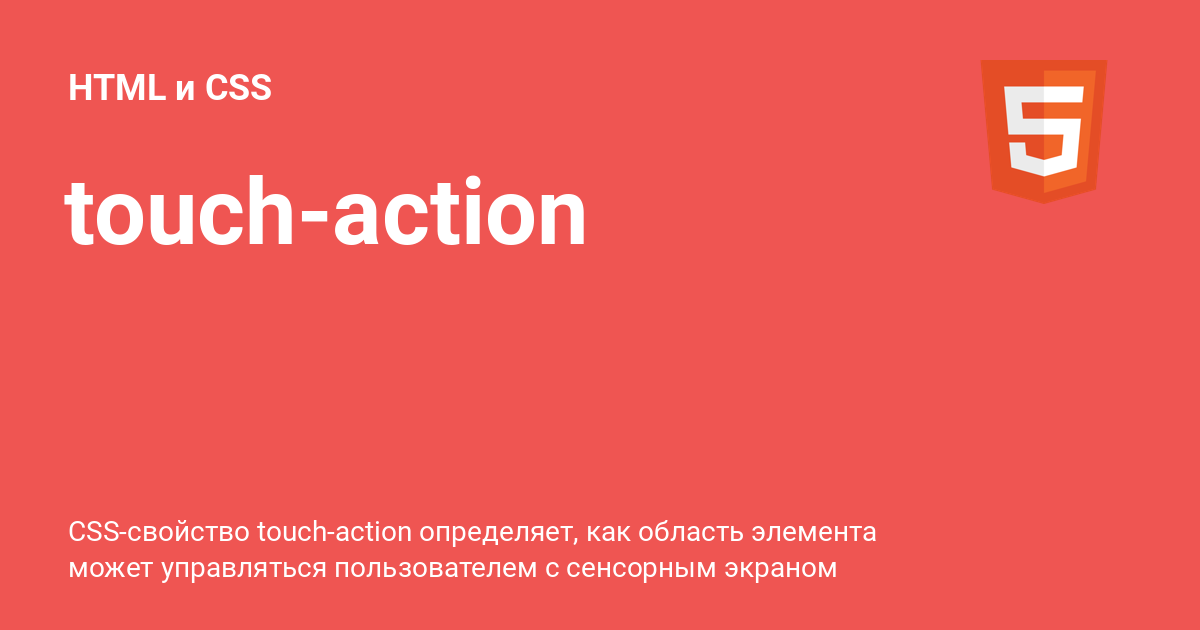 HTML и CSS
5
touch-action
CSS-свойство touch-action определяет, как область элемента
может управляться пользователем с сенсорным экраном